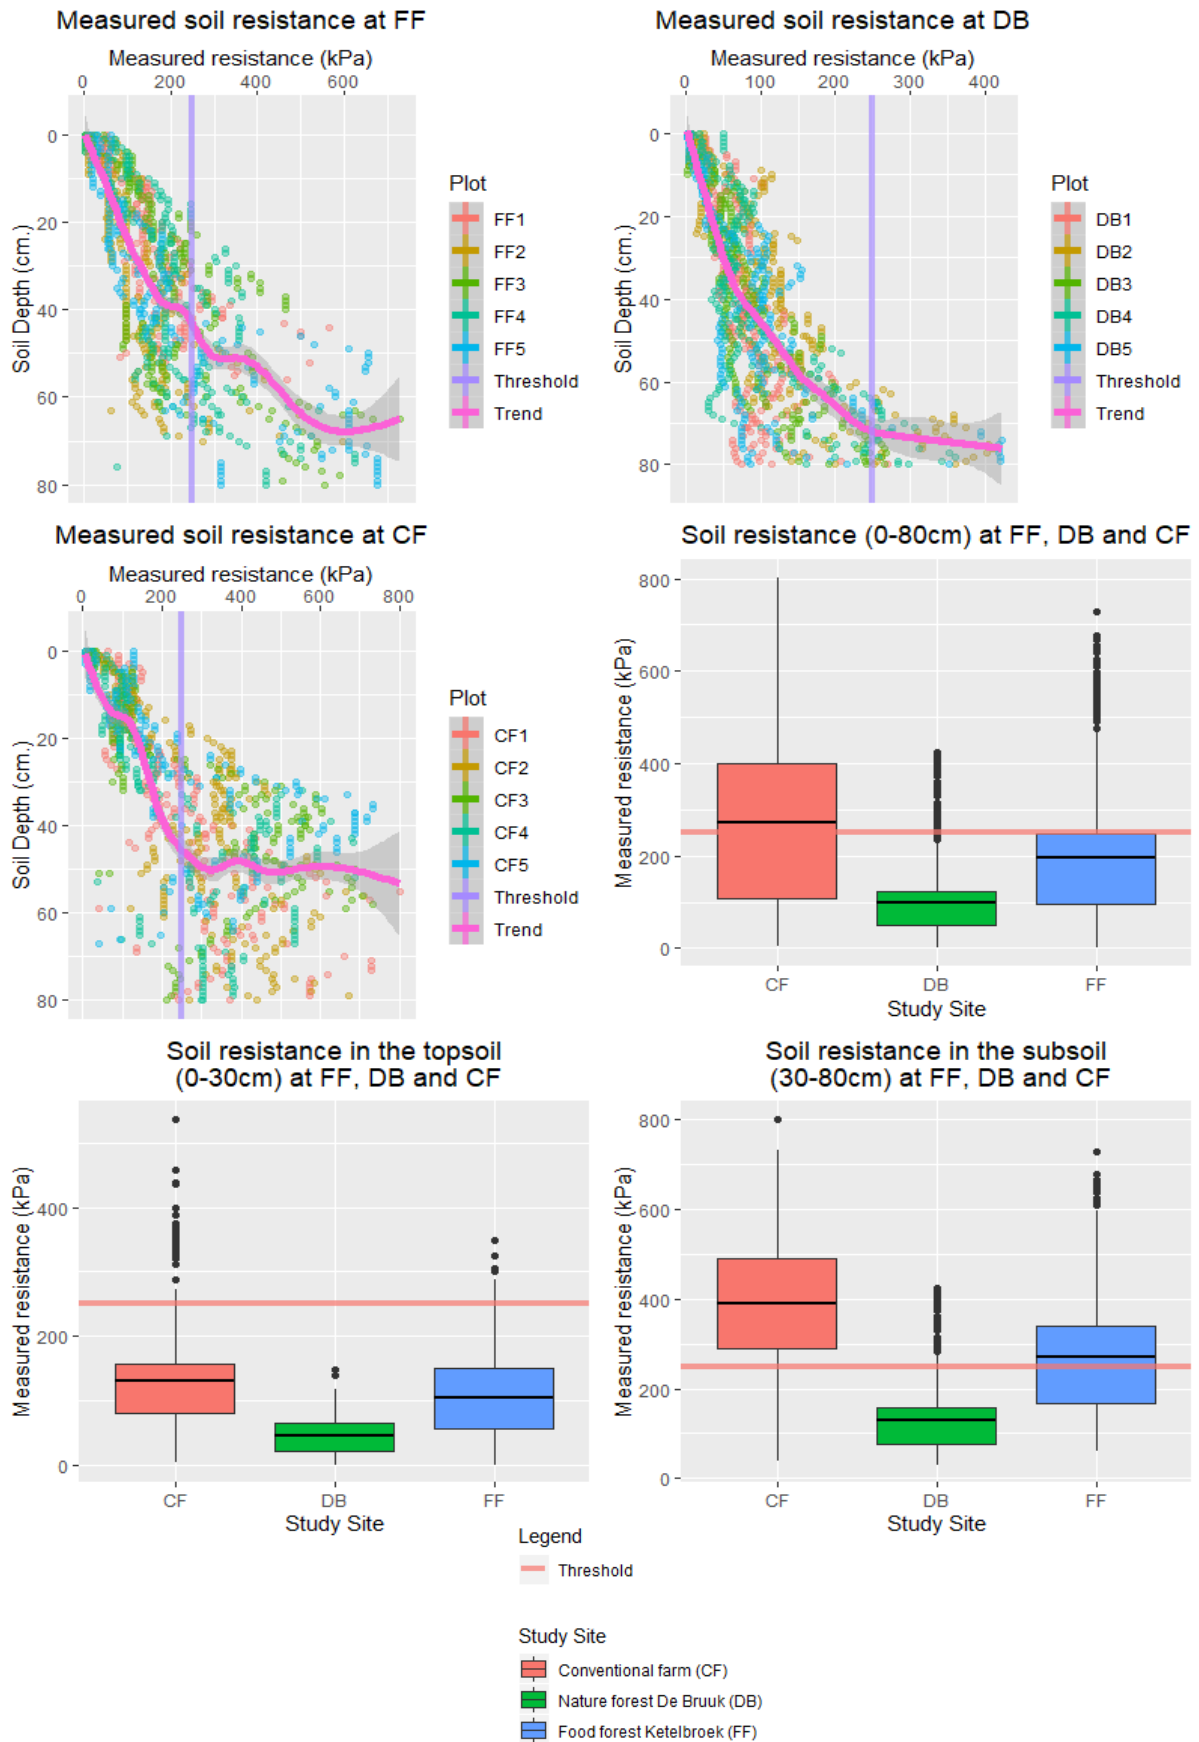 Measured soil resistance at FF
Measured resistance (kPa)
0 200 400 600
Soil Depth (cm.)
0
20
40
60
80
Plot
FF1
FF2
FF3
FF4
FF5
Threshold
Trend
Measured soil resistance at DB
Measured resistance (kPa)
0 100 200 300 400
Soil Depth (cm.)
0
20
40
60
80
Plot
DB1
DB2
DB3
DB4
DB5
Threshold
Trend
Measured soil resistance at CF
Measured resistance (kPa)
0 200 400 600 800
Soil Depth (cm.)
0
20
40
60
80
Plot
CF1
CF2
CF3
CF4
CF5
Threshold
Trend
Soil resistance (0-80cm) at FF, DB and CF
Measured resistance (kPa)
800
600
400
200
0
CF DB FF
Study Site
Soil resistance in the topsoil
(0-30cm) at FF, DB and CF
Measured resistance (kPa)
400
200
0
CF DB FF
Study Site
Soil resistance in the subsoil
(30-80cm) at FF, DB and CF
Measured resistance (kPa)
800
600
400
200
0
CF DB FF
Study Site
Legend
Threshold
Study Site
Conventional farm (CF)
Nature forest De Bruuk (DB)
Food forest Ketelbroek (FF)